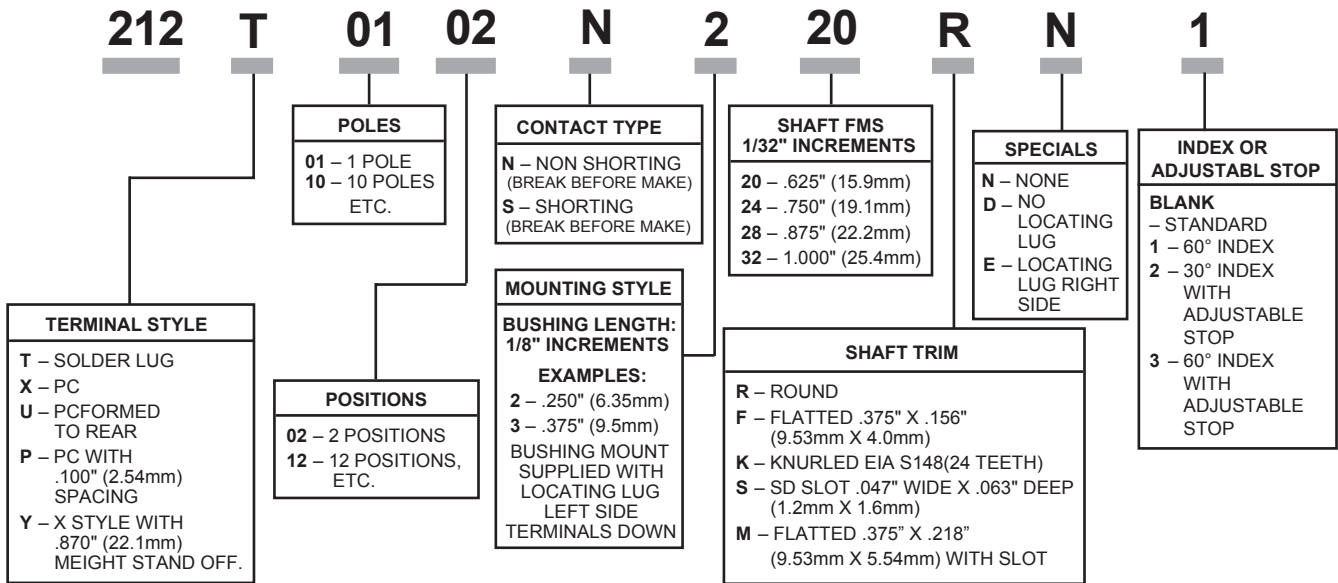 212 T 01 02 N 2 20 R N 1
POLES
01 – 1 POLE
10 – 10 POLES
ETC.
CONTACT TYPE
N – NON SHORTING
(BREAK BEFORE MAKE)
S – SHORTING
(BREAK BEFORE MAKE)
SHAFT FMS
1/32" INCREMENTS
20 – .625" (15.9mm)
24 – .750" (19.1mm)
28 – .875" (22.2mm)
32 – 1.000" (25.4mm)
SPECIALS
N – NONE
D – NO
LOCATING
LUG
E – LOCATING
LUG RIGHT
SIDE
INDEX OR
ADJUSTABL STOP
BLANK
– STANDARD
1 – 60° INDEX
2 – 30° INDEX
WITH
ADJUSTABLE
STOP
3 – 60° INDEX
WITH
ADJUSTABLE
STOP
TERMINAL STYLE
T – SOLDER LUG
X – PC
U – PCFORMED
TO REAR
P – PC WITH
.100" (2.54mm)
SPACING
Y – X STYLE WITH
.870" (22.1mm)
MEIGHT STAND OFF.
POSITIONS
02 – 2 POSITIONS
12 – 12 POSITIONS,
ETC.
MOUNTING STYLE
BUSHING LENGTH:
1/8" INCREMENTS
EXAMPLES:
2 – .250" (6.35mm)
3 – .375" (9.5mm)
BUSHING MOUNT
SUPPLIED WITH
LOCATING LUG
LEFT SIDE
TERMINALS DOWN
SHAFT TRIM
R – ROUND
F – FLATTED .375" X .156"
(9.53mm X 4.0mm)
K – KNURLED EIA S148(24 TEETH)
S – SD SLOT .047" WIDE X .063" DEEP
(1.2mm X 1.6mm)
M – FLATTED .375” X .218”
(9.53mm X 5.54mm) WITH SLOT